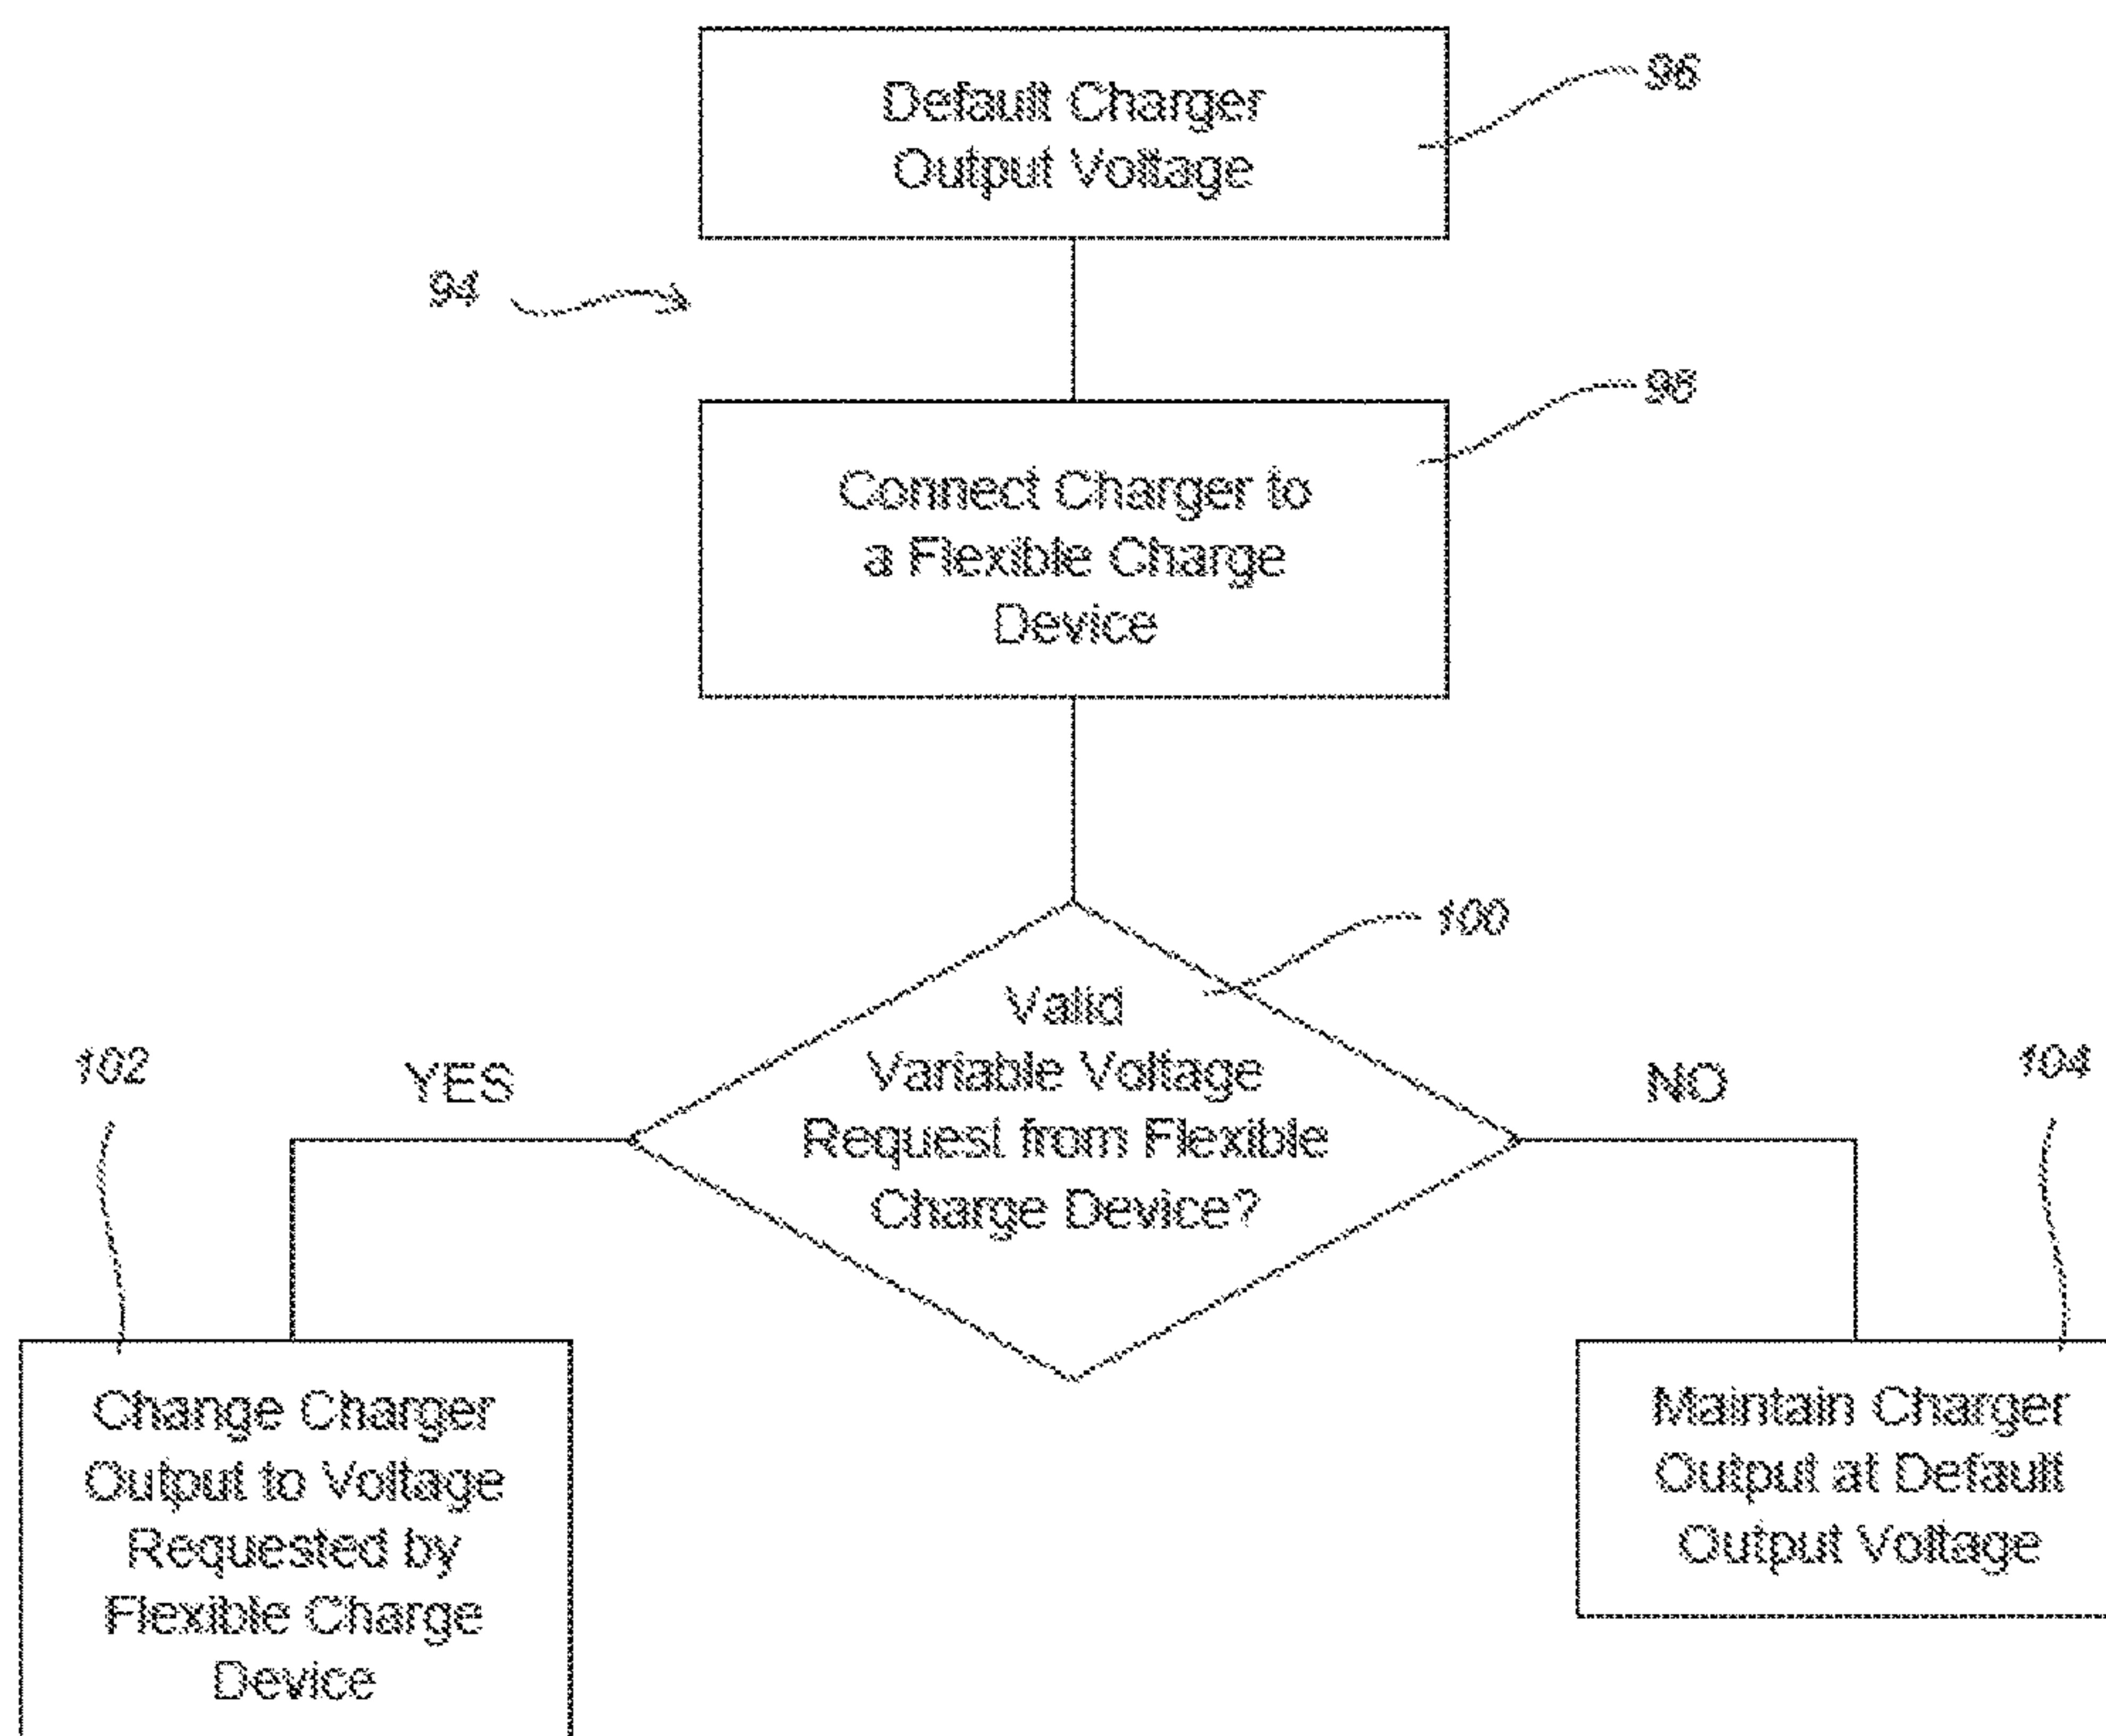 Default Charger
Output Voltage
96
94
Connect Charger to
a Flexible Charge
Device
98
100
Valid
Variable Voltage
Request from Flexible
Charge Device?
102
YES
NO
104
Change Charger
Output to Voltage
Requested by
Flexible Charge
Device
Maintain Charger
Output at Default
Output Voltage